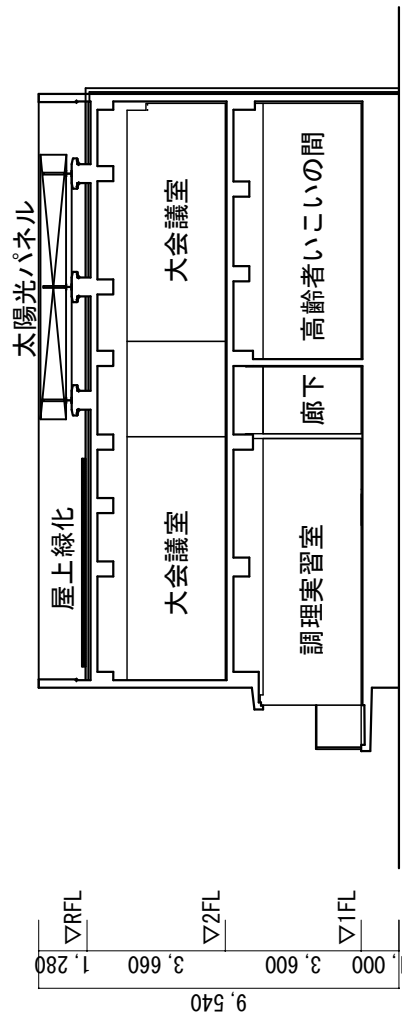 太陽光パネル
屋上緑化
大会議室
大会議室
調理実習室
廊下
高齢者いこいの間
▽RFL
▽2FL
▽1FL
1,280
3,660
3,600
1,000
9,540